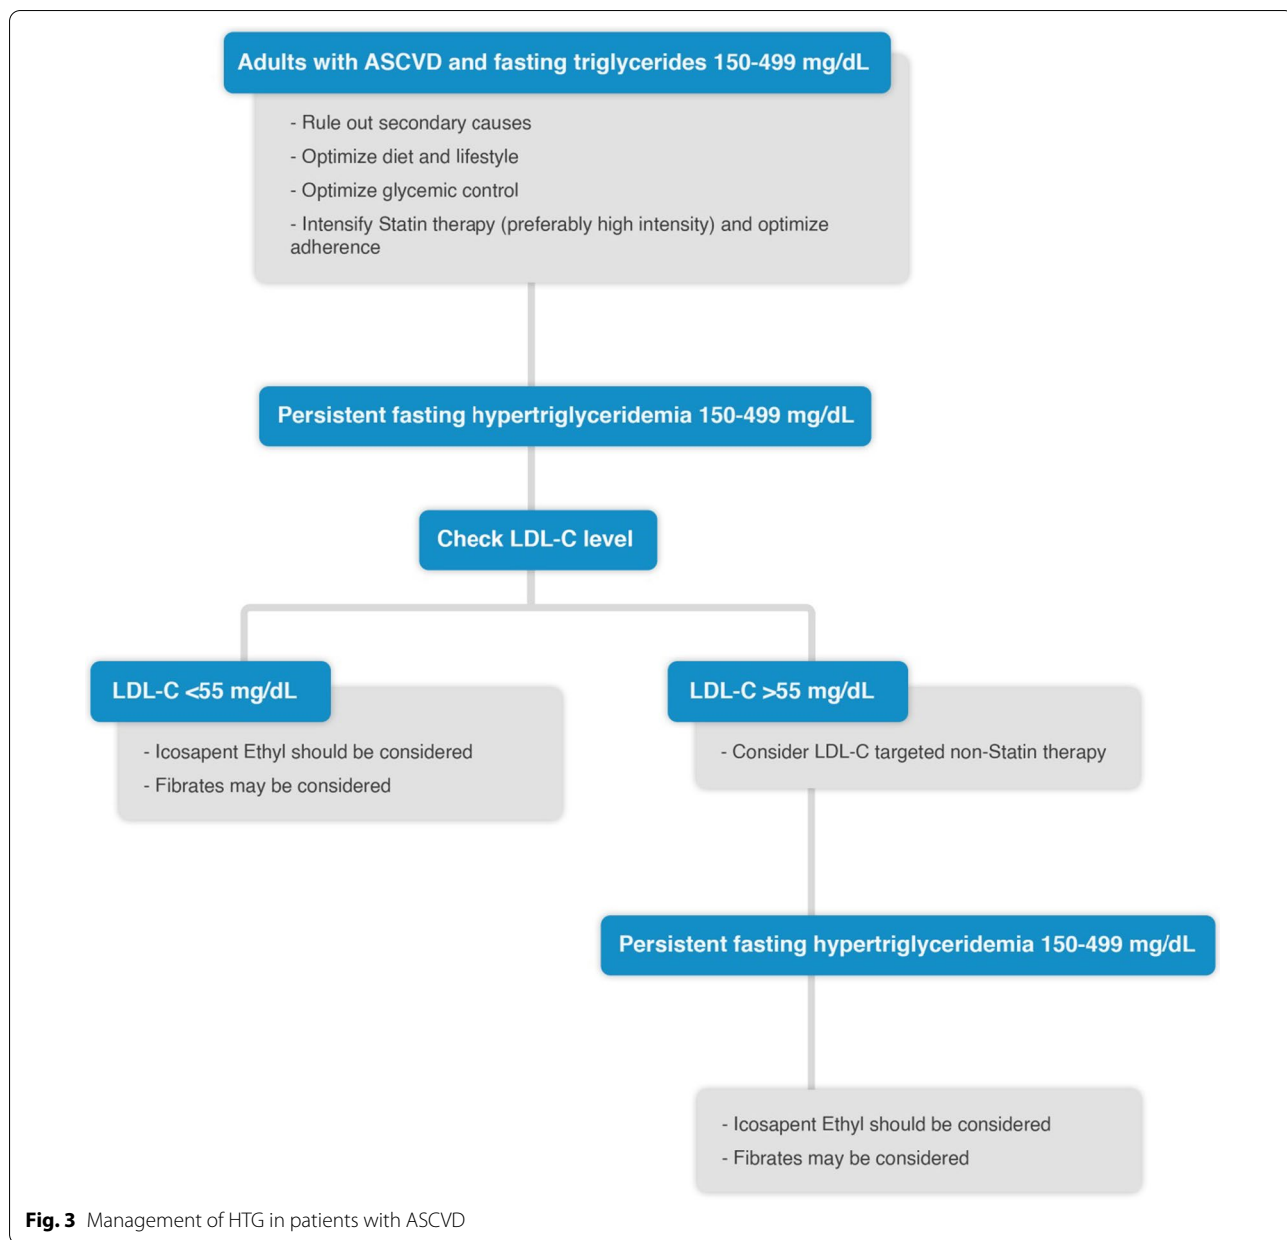 Adults with ASCVD and fasting triglycerides 150-499 mg/dL
- Rule out secondary causes
- Optimize diet and lifestyle
- Optimize glycemic control
- Intensify Statin therapy (preferably high intensity) and optimize
adherence
Persistent fasting hypertriglyceridemia 150-499 mg/dL
Check LDL-C level
LDL-C <55 mg/dL
- Icosapent Ethyl should be considered
- Fibrates may be considered
LDL-C >55 mg/dL
- Consider LDL-C targeted non-Statin therapy
Persistent fasting hypertriglyceridemia 150-499 mg/dL
- Icosapent Ethyl should be considered
- Fibrates may be considered
Fig. 3 Management of HTG in patients with ASCVD